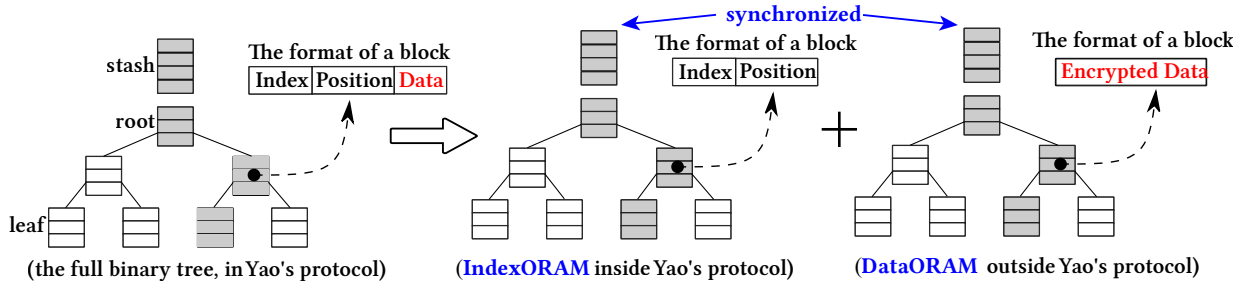 synchronized
The format of a block
Index Position Data
stash
root
leaf
(the full binary tree, in Yao's protocol)
The format of a block
Index Position
(IndexORAM inside Yao's protocol)
+
The format of a block
Encrypted Data
(DataORAM outside Yao's protocol)